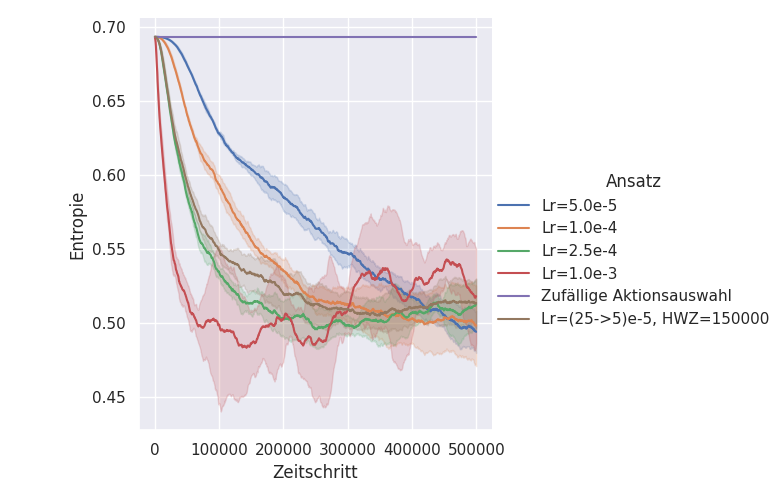 0.70
0.65
0.60
0.55
0.50
0.45
Entropie
0 100000 200000 300000 400000 500000
Zeitschritt
Ansatz
Lr=5.0e-5
Lr=1.0e-4
Lr=2.5e-4
Lr=1.0e-3
Zufällige Aktionsauswahl
Lr=(25->5)e-5, HWZ=150000